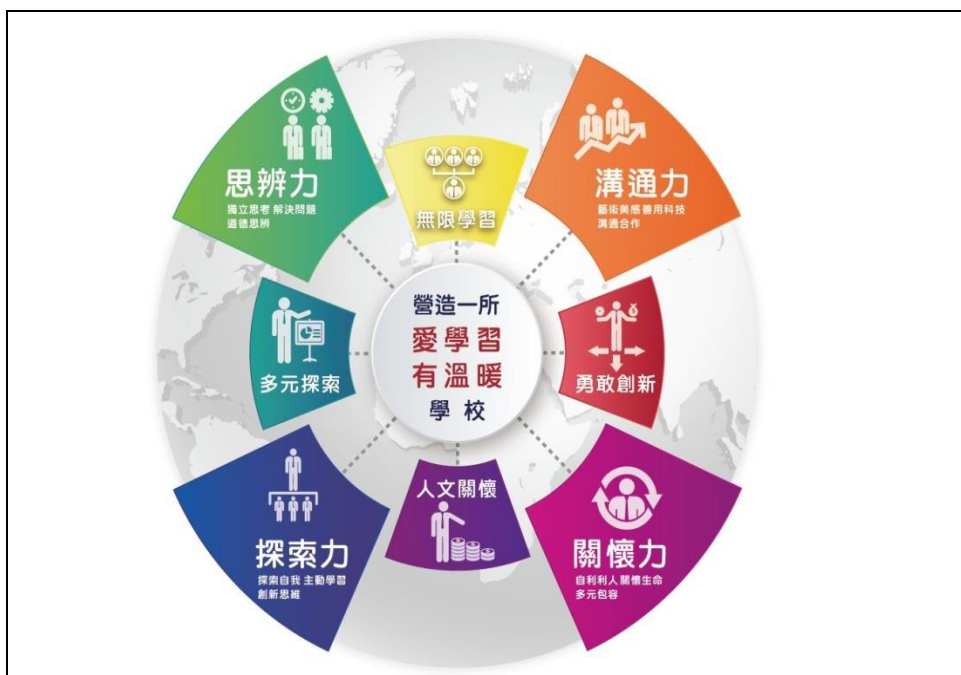 思辨力
獨立思考 解決問題
道德思辨
無限學習
溝通力
藝術美感 善用科技
溝通合作
多元探索
營造一所
愛學習
有溫暖
學校
勇敢創新
探索力
探索自我 主動學習
創新思維
人文關懷
關懷力
自利利人 關懷生命
多元包容